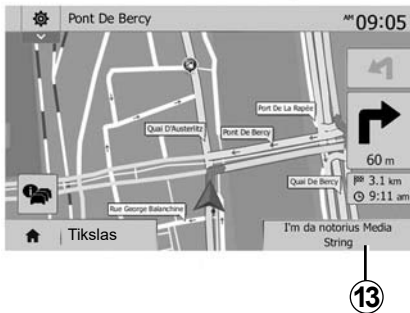 Pont De Bercy
AM 09:05
Port De La Rapée
Quai D'Austerlitz
Pont De Bercy
60 m
Quai De Bercy
3.1 km
9:11 am
Rue George Balanchine
Tikslas
I'm da notorius Media
String
13